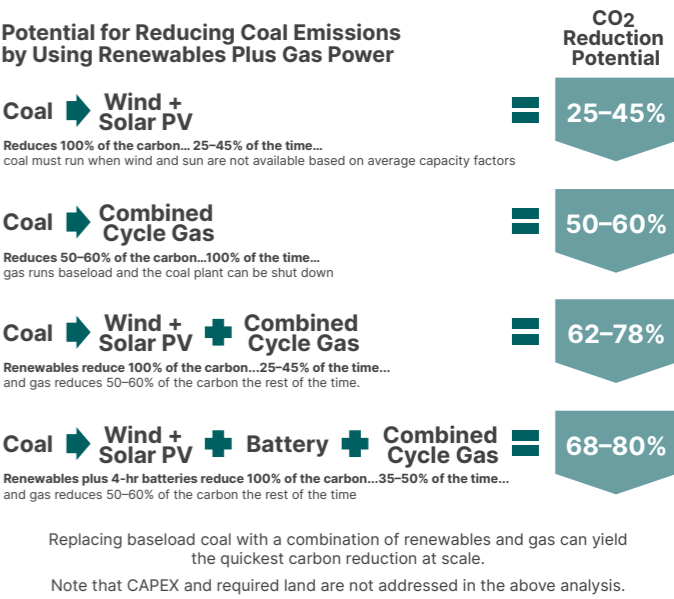 Potential for Reducing Coal Emissions
by Using Renewables Plus Gas Power
CO2
Reduction
Potential
Coal
Wind +
Solar PV
25–45%
Reduces 100% of the carbon... 25–45% of the time...
coal must run when wind and sun are not available based on average capacity factors
Coal
Combined
Cycle Gas
50–60%
Reduces 50–60% of the carbon...100% of the time...
gas runs baseload and the coal plant can be shut down
Coal
Wind +
Solar PV
Combined
Cycle Gas
62–78%
Renewables reduce 100% of the carbon...25–45% of the time...
and gas reduces 50–60% of the carbon the rest of the time.
Coal
Wind +
Solar PV
Battery
Combined
Cycle Gas
68–80%
Renewables plus 4-hr batteries reduce 100% of the carbon...35–50% of the time...
and gas reduces 50–60% of the carbon the rest of the time
Replacing baseload coal with a combination of renewables and gas can yield
the quickest carbon reduction at scale.
Note that CAPEX and required land are not addressed in the above analysis.